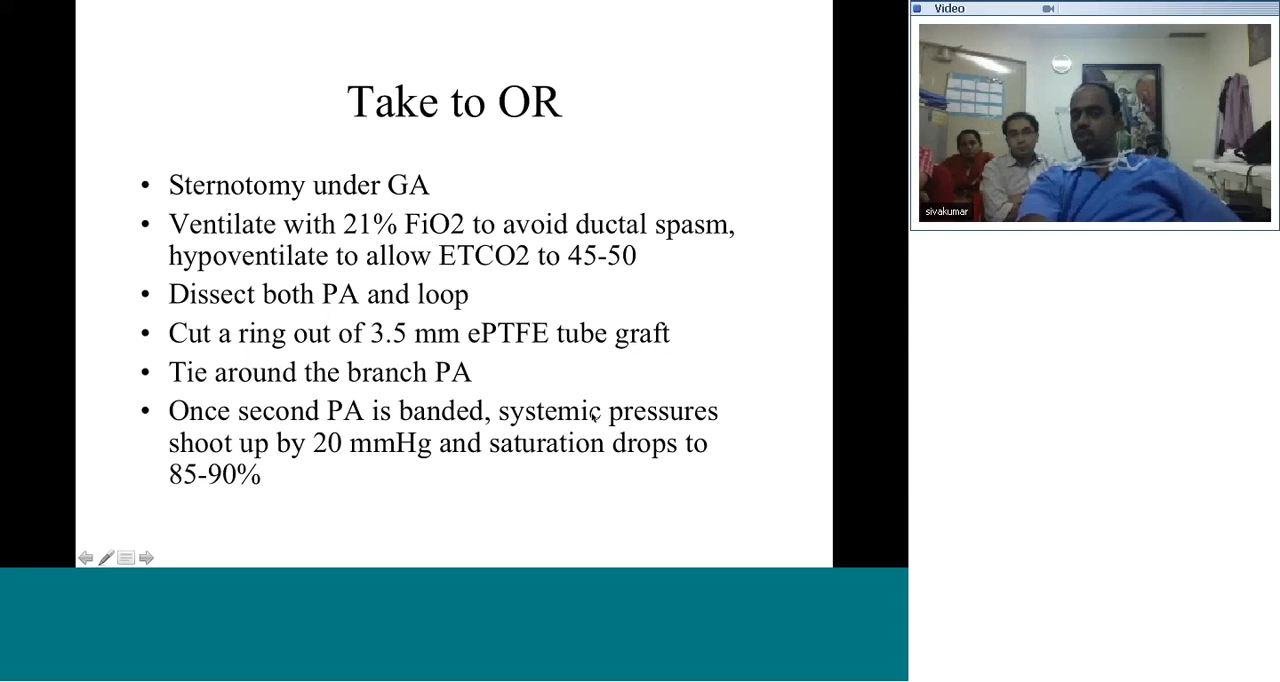 Take to OR
• Sternotomy under GA
• Ventilate with 21% FiO2 to avoid ductal spasm,
hypoventilate to allow ETCO2 to 45-50
• Dissect both PA and loop
• Cut a ring out of 3.5 mm ePTFE tube graft
• Tie around the branch PA
• Once second PA is banded, systemic pressures
shoot up by 20 mmHg and saturation drops to
85-90%
Video
sivakumar